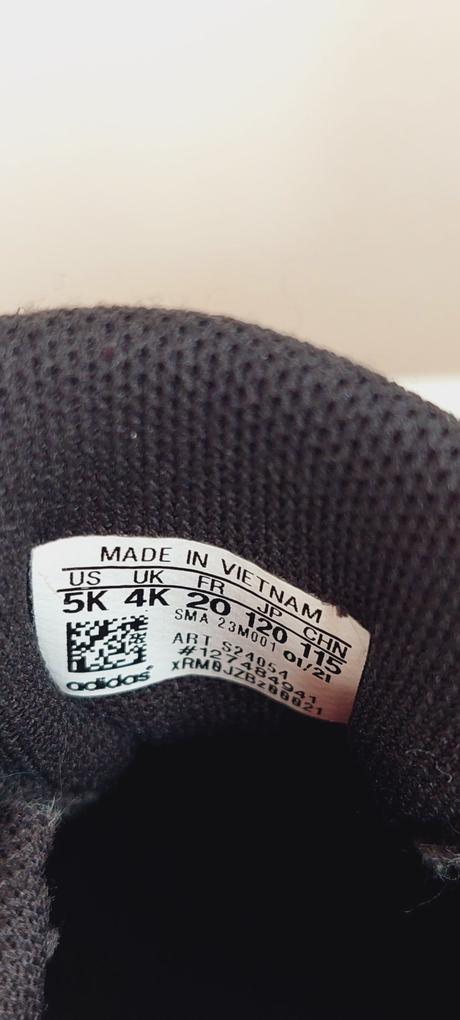 MADE IN VIETNAM
US UK FR JP CHN
5K 4K 20 120 115
SMA 23M001 01/21
ART S24054
#127484941
xRM0JZBz00021
adidas